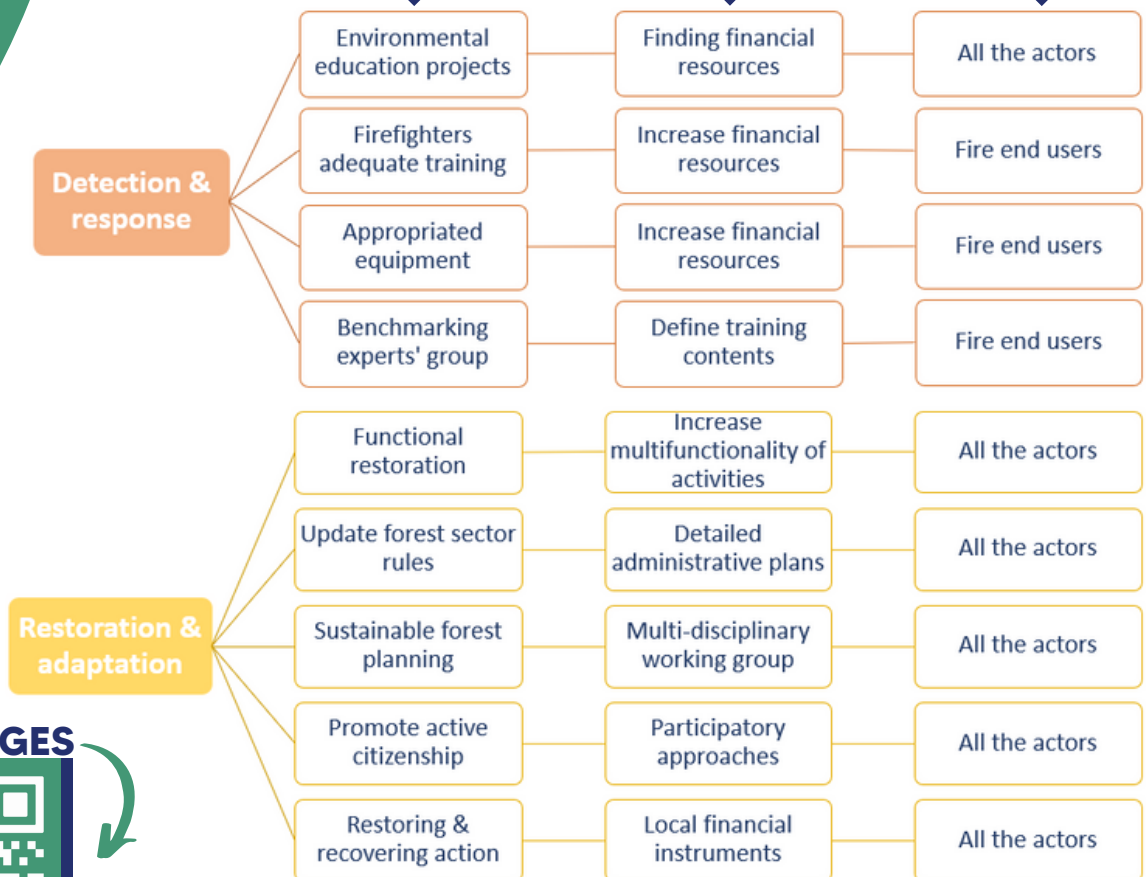 Environmental
education projects
Finding financial
resources
All the actors
Firefighters
adequate training
Increase financial
resources
Fire end users
Detection &
response
Appropriated
equipment
Increase financial
resources
Fire end users
Benchmarking
experts' group
Define training
contents
Fire end users
Functional
restoration
Increase
multifunctionality of
activities
All the actors
Update forest sector
rules
Detailed
administrative plans
All the actors
Restoration &
adaptation
Sustainable forest
planning
Multi-disciplinary
working group
All the actors
Promote active
citizenship
Participatory
approaches
All the actors
GES
Restoring &
recovering action
Local financial
instruments
All the actors